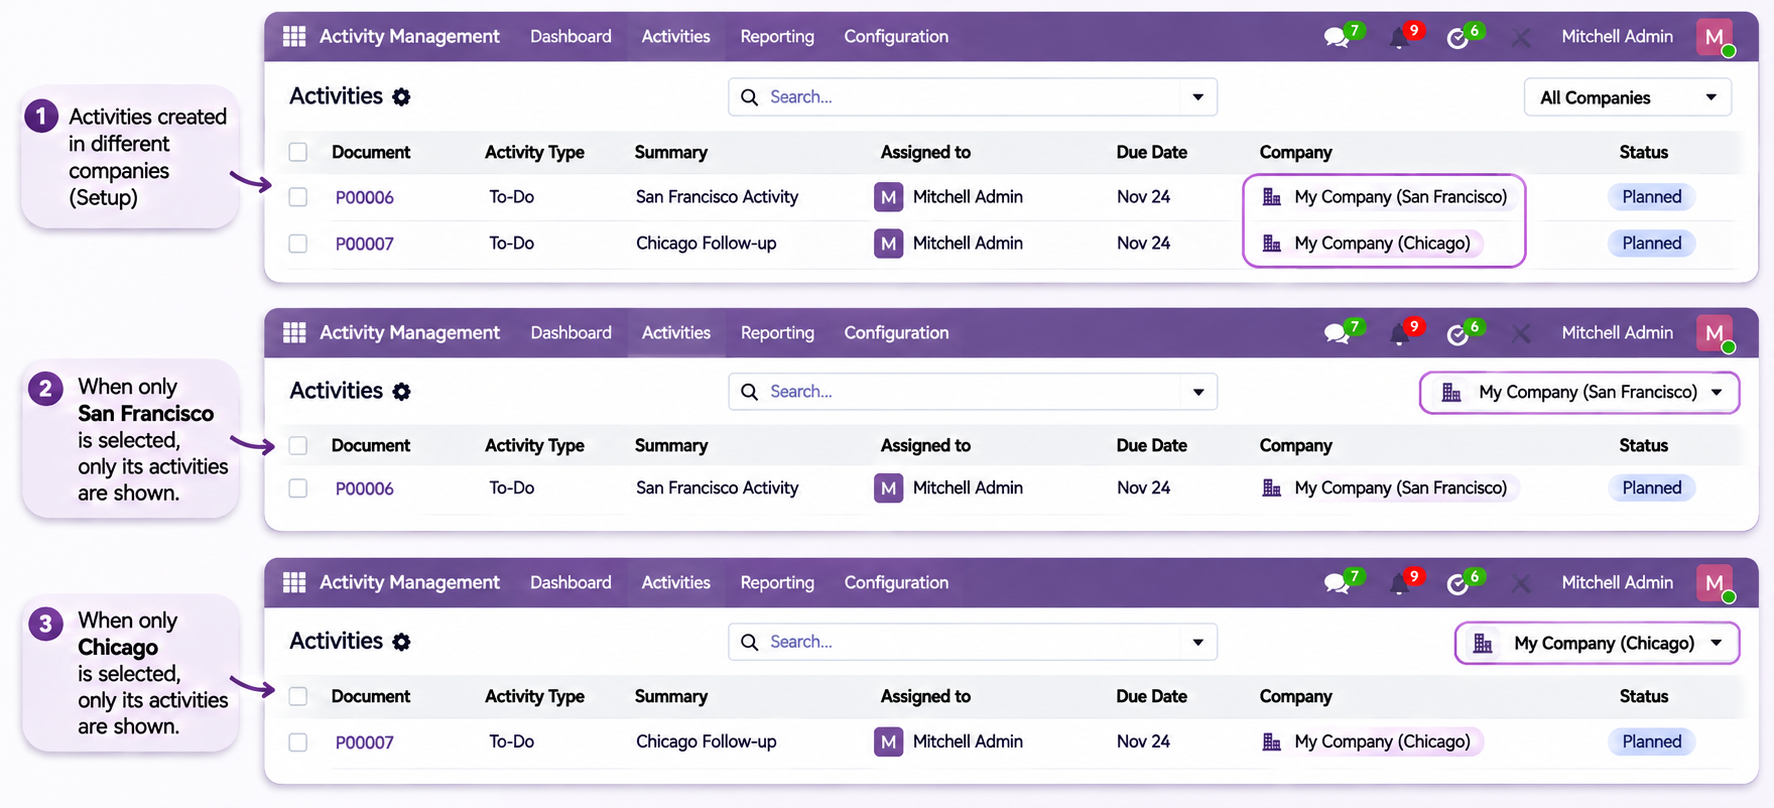 Activity Management Dashboard Activities Reporting Configuration 7 9 6 Mitchell Admin M
1 Activities created
in different
companies
(Setup)
Activities Search... All Companies
Document Activity Type Summary Assigned to Due Date Company Status
P00006 To-Do San Francisco Activity M Mitchell Admin Nov 24 My Company (San Francisco) Planned
P00007 To-Do Chicago Follow-up M Mitchell Admin Nov 24 My Company (Chicago) Planned
Activity Management Dashboard Activities Reporting Configuration 7 9 6 Mitchell Admin M
2 When only
San Francisco
is selected,
only its activities
are shown.
Activities Search... My Company (San Francisco)
Document Activity Type Summary Assigned to Due Date Company Status
P00006 To-Do San Francisco Activity M Mitchell Admin Nov 24 My Company (San Francisco) Planned
Activity Management Dashboard Activities Reporting Configuration 7 9 6 Mitchell Admin M
3 When only
Chicago
is selected,
only its activities
are shown.
Activities Search... My Company (Chicago)
Document Activity Type Summary Assigned to Due Date Company Status
P00007 To-Do Chicago Follow-up M Mitchell Admin Nov 24 My Company (Chicago) Planned